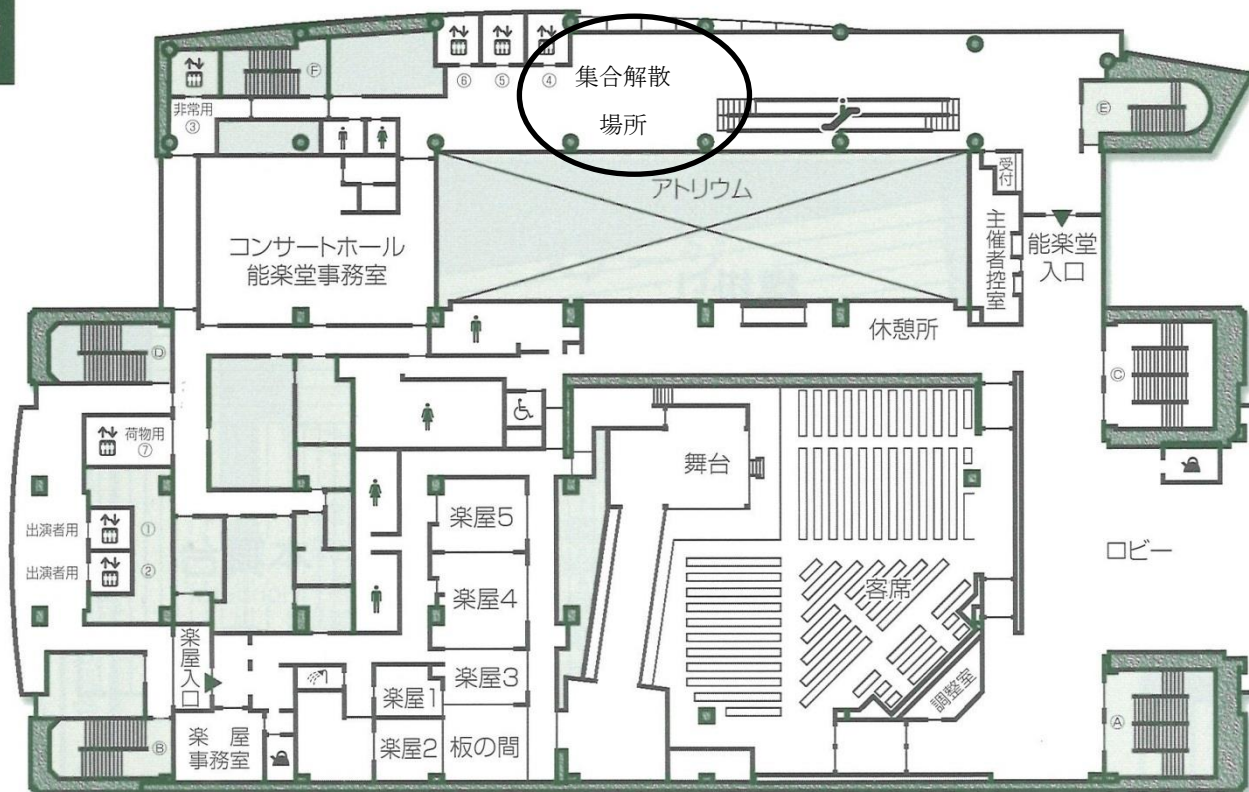 ⑥
⑤
④
集合解散
場所
Ⓕ
非常用
③
Ⓔ
アトリウム
受付
主催者控室
能楽堂
入口
コンサートホール
能楽堂事務室
休憩所
Ⓓ
Ⓒ
荷物用
⑦
舞台
出演者用
①
出演者用
②
楽屋5
ロビー
楽屋4
客席
楽屋入口
楽屋3
楽屋1
調整室
Ⓐ
Ⓑ
楽屋
事務室
楽屋2
板の間